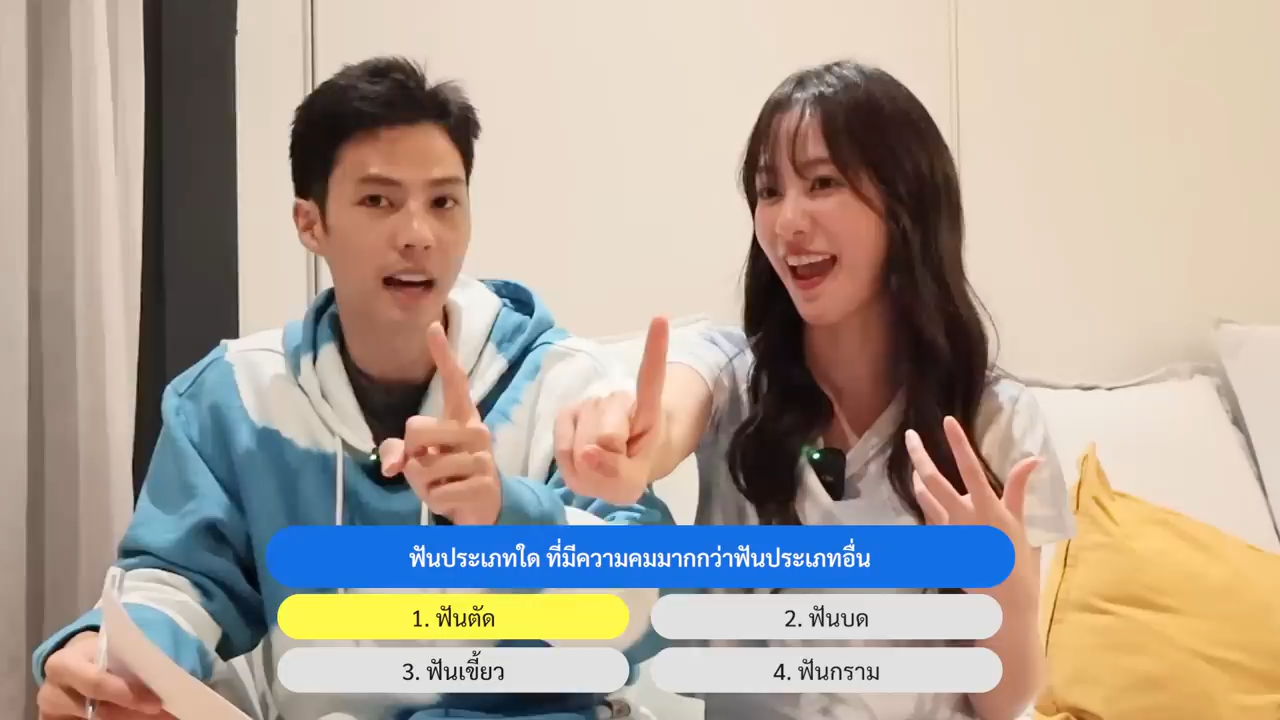 ฟันประเภทใด ที่มีความคมมากกว่าฟันประเภทอื่น
1. ฟันตัด
2. ฟันบด
3. ฟันเขี้ยว
4. ฟันกราม